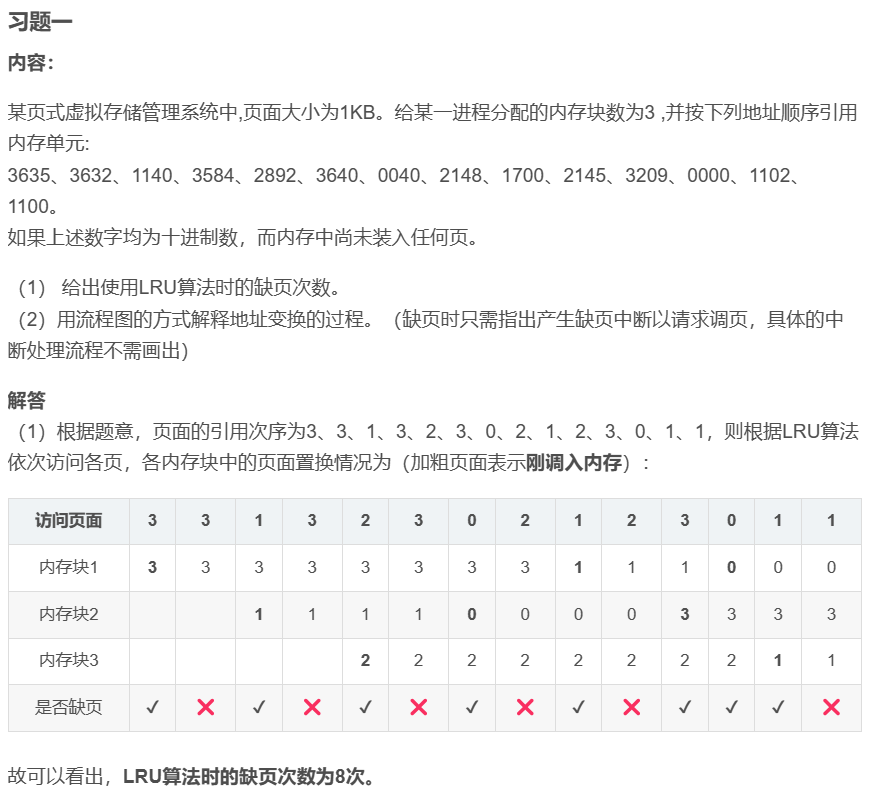 习题一
内容：
某页式虚拟存储管理系统中,页面大小为1KB。给某一进程分配的内存块数为3 ,并按下列地址顺序引用
内存单元:
3635、3632、1140、3584、2892、3640、0040、2148、1700、2145、3209、0000、1102、
1100。
如果上述数字均为十进制数，而内存中尚未装入任何页。
（1） 给出使用LRU算法时的缺页次数。
（2）用流程图的方式解释地址变换的过程。（缺页时只需指出产生缺页中断以请求调页，具体的中
断处理流程不需画出）
解答
（1）根据题意，页面的引用次序为3、3、1、3、2、3、0、2、1、2、3、0、1、1，则根据LRU算法
依次访问各页，各内存块中的页面置换情况为（加粗页面表示刚调入内存）:
访问页面 3 3 1 3 2 3 0 2 1 2 3 0 1 1
内存块1 3 3 3 3 3 3 3 3 1 1 1 0 0 0
内存块2 1 1 1 1 0 0 0 0 3 3 3 3
内存块3 2 2 2 2 2 2 2 2 1 1
是否缺页 ✓ ❌ ✓ ❌ ✓ ❌ ✓ ❌ ✓ ❌ ✓ ✓ ✓ ❌
故可以看出，LRU算法时的缺页次数为8次。